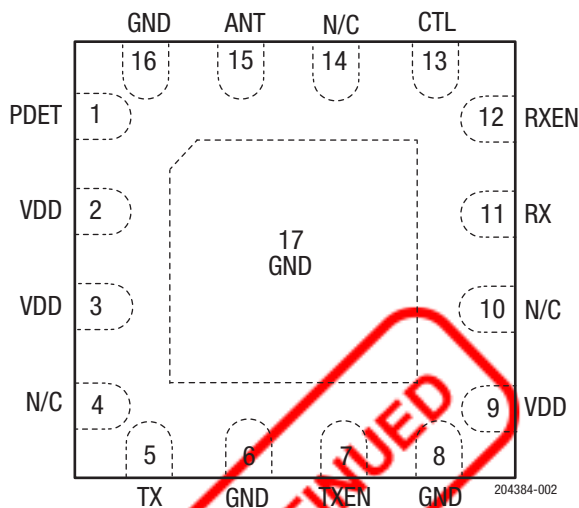 GND ANT N/C CTL
16 15 14 13
PDET 1 12 RXEN
VDD 2 11 RX
17
GND
VDD 3 10 N/C
N/C 4 9 VDD
5 6 7 8
TX GND TXEN GND
204384-002
TINUED